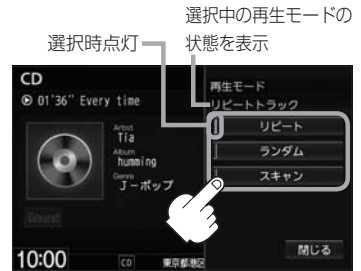 選択中の再生モードの
状態を表示
選択時点灯
CD
01'36" Every time
Artist
Tia
Album
humming
Genre
J-ポップ
Sound
10:00
CD
東京都港区
再生モード
リピートトラック
リピート
ランダム
スキャン
閉じる